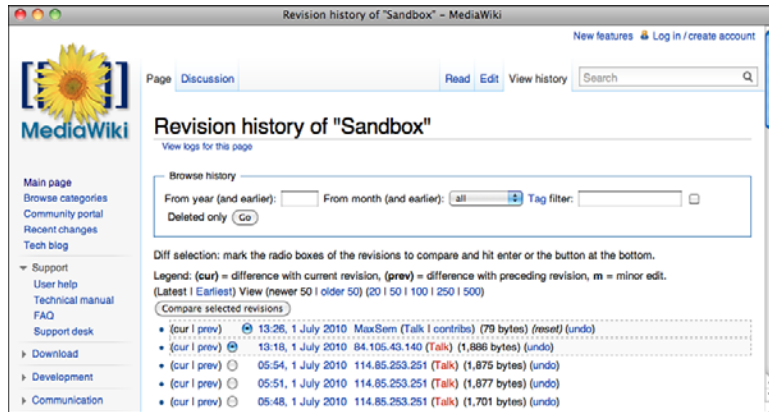 Revision history of "Sandbox" – MediaWiki
New features Log in / create account
Page Discussion Read Edit View history Search
MediaWiki
Revision history of "Sandbox"
View logs for this page
Main page
Browse categories
Community portal
Recent changes
Tech blog
Support
User help
Technical manual
FAQ
Support desk
Download
Development
Communication
Browse history
From year (and earlier): From month (and earlier): all Tag filter:
Deleted only Go
Diff selection: mark the radio boxes of the revisions to compare and hit enter or the button at the bottom.
Legend: (cur) = difference with current revision, (prev) = difference with preceding revision, m = minor edit.
(Latest | Earliest) View (newer 50 | older 50) (20 | 50 | 100 | 250 | 500)
Compare selected revisions
• (cur | prev) 13:26, 1 July 2010 MaxSem (Talk | contribs) (79 bytes) (reset) (undo)
• (cur | prev) 13:18, 1 July 2010 84.105.43.140 (Talk) (1,886 bytes) (undo)
• (cur | prev) 05:54, 1 July 2010 114.85.253.251 (Talk) (1,875 bytes) (undo)
• (cur | prev) 05:51, 1 July 2010 114.85.253.251 (Talk) (1,877 bytes) (undo)
• (cur | prev) 05:48, 1 July 2010 114.85.253.251 (Talk) (1,701 bytes) (undo)